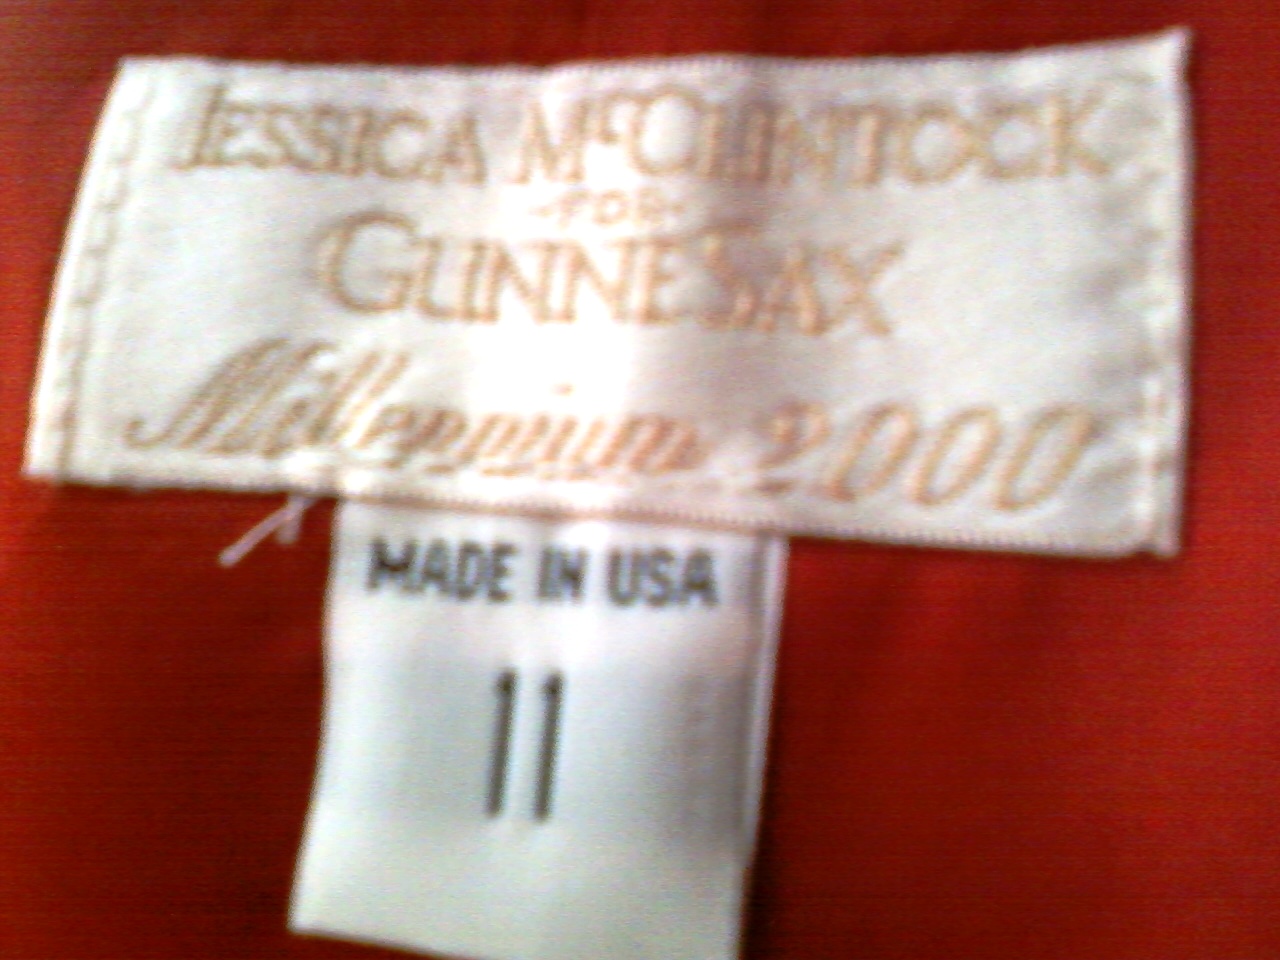 JESSICA McCLINTOCK
-FOR-
GUNNE SAX
Millennium 2000
MADE IN USA
11